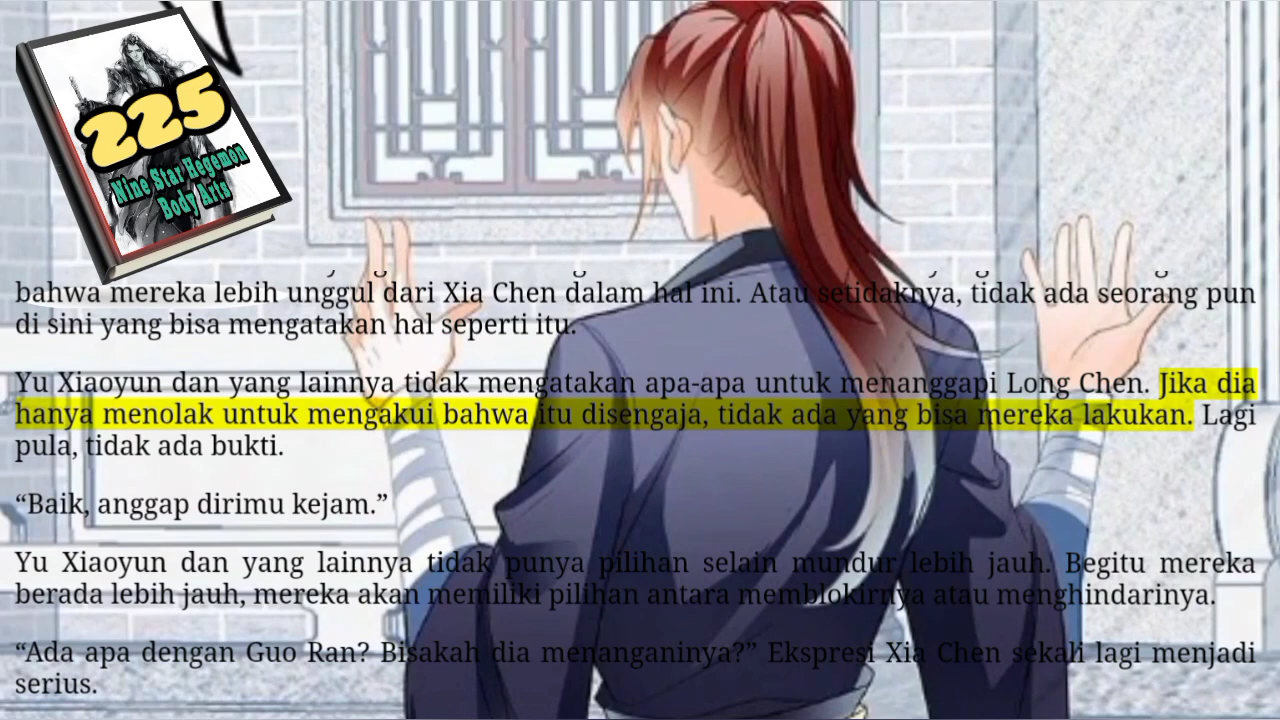 225
Nine Star Hegemon
Body Arts
bahwa mereka lebih unggul dari Xia Chen dalam hal ini. Atau setidaknya, tidak ada seorang pun
di sini yang bisa mengatakan hal seperti itu.
Yu Xiaoyun dan yang lainnya tidak mengatakan apa-apa untuk menanggapi Long Chen. Jika dia
hanya menolak untuk mengakui bahwa itu disengaja, tidak ada yang bisa mereka lakukan. Lagi
pula, tidak ada bukti.
“Baik, anggap dirimu kejam.”
Yu Xiaoyun dan yang lainnya tidak punya pilihan selain mundur lebih jauh. Begitu mereka
berada lebih jauh, mereka akan memiliki pilihan antara memblokirnya atau menghindarinya.
“Ada apa dengan Guo Ran? Bisakah dia menanganinya?” Ekspresi Xia Chen sekali lagi menjadi
serius.